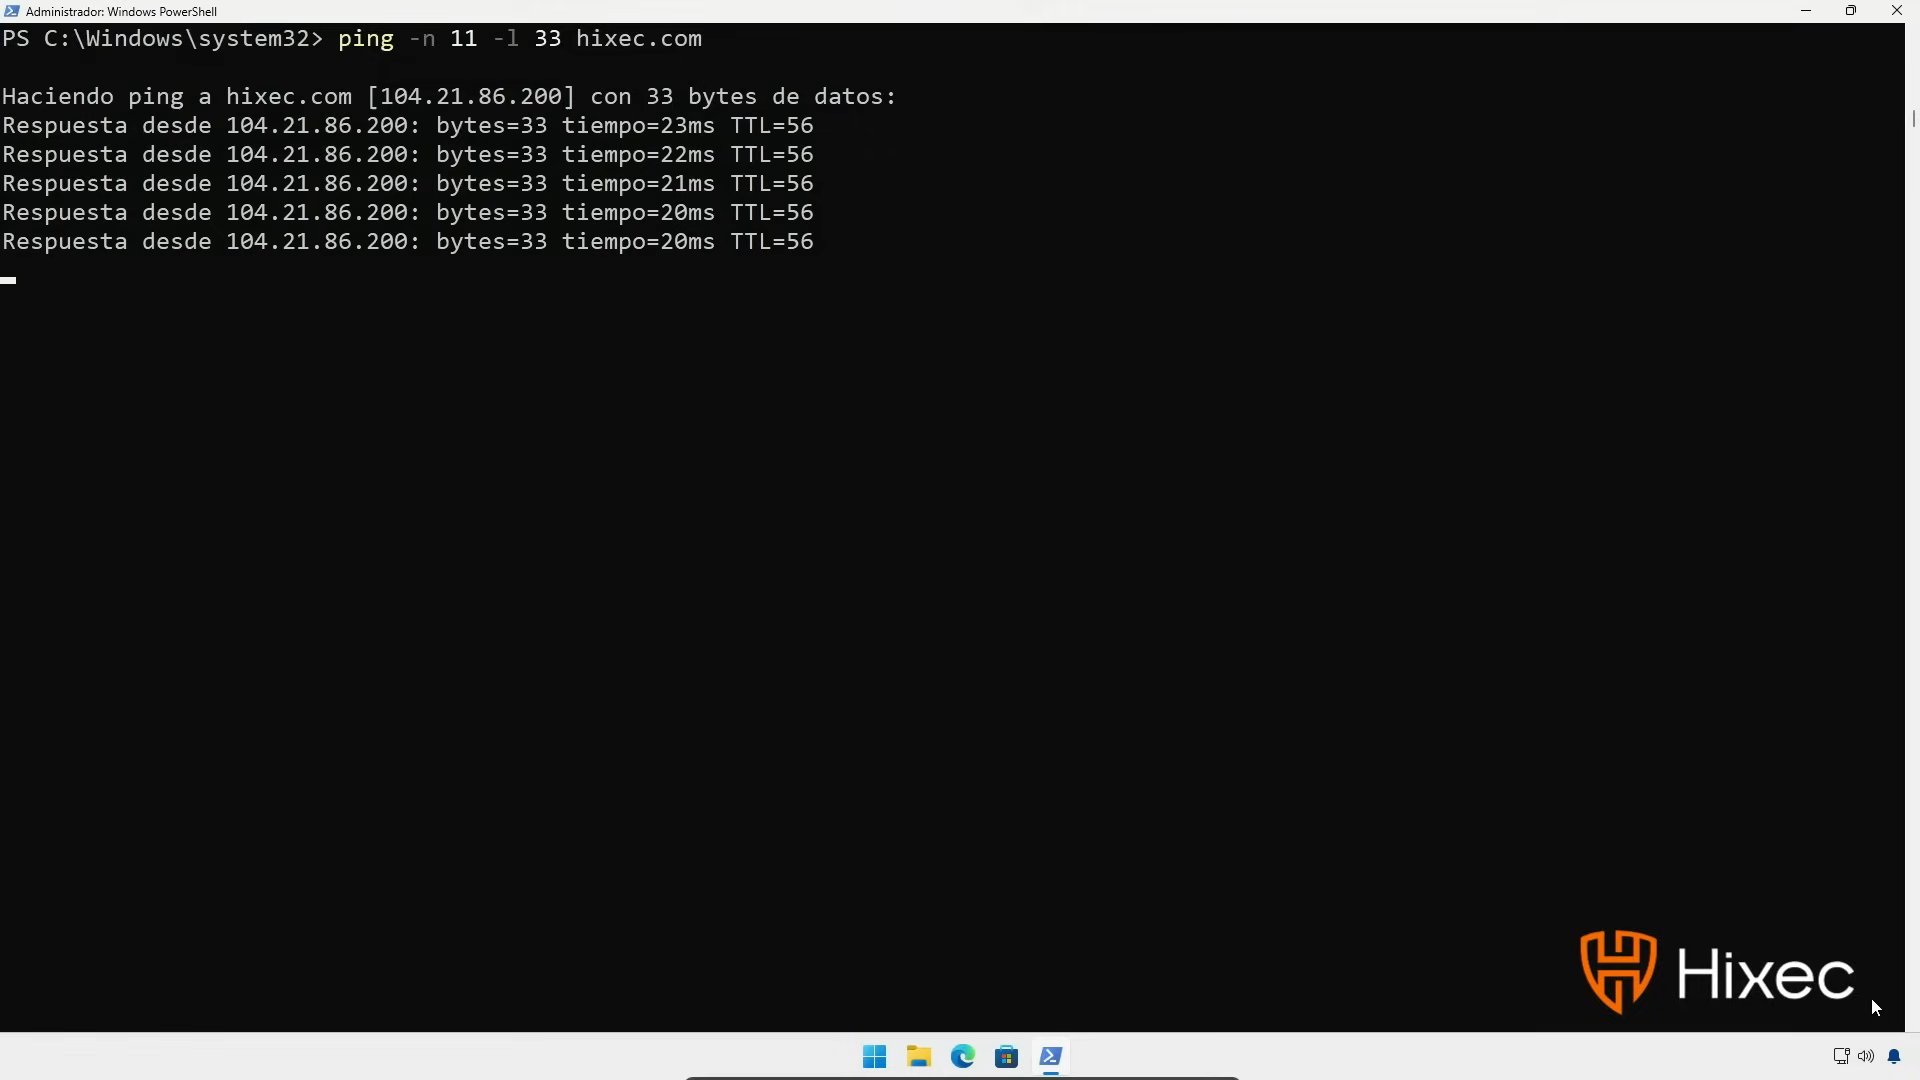 Administrador: Windows PowerShell
PS C:\Windows\system32> ping -n 11 -l 33 hixec.com
Haciendo ping a hixec.com [104.21.86.200] con 33 bytes de datos:
Respuesta desde 104.21.86.200: bytes=33 tiempo=23ms TTL=56
Respuesta desde 104.21.86.200: bytes=33 tiempo=22ms TTL=56
Respuesta desde 104.21.86.200: bytes=33 tiempo=21ms TTL=56
Respuesta desde 104.21.86.200: bytes=33 tiempo=20ms TTL=56
Respuesta desde 104.21.86.200: bytes=33 tiempo=20ms TTL=56
Hixec